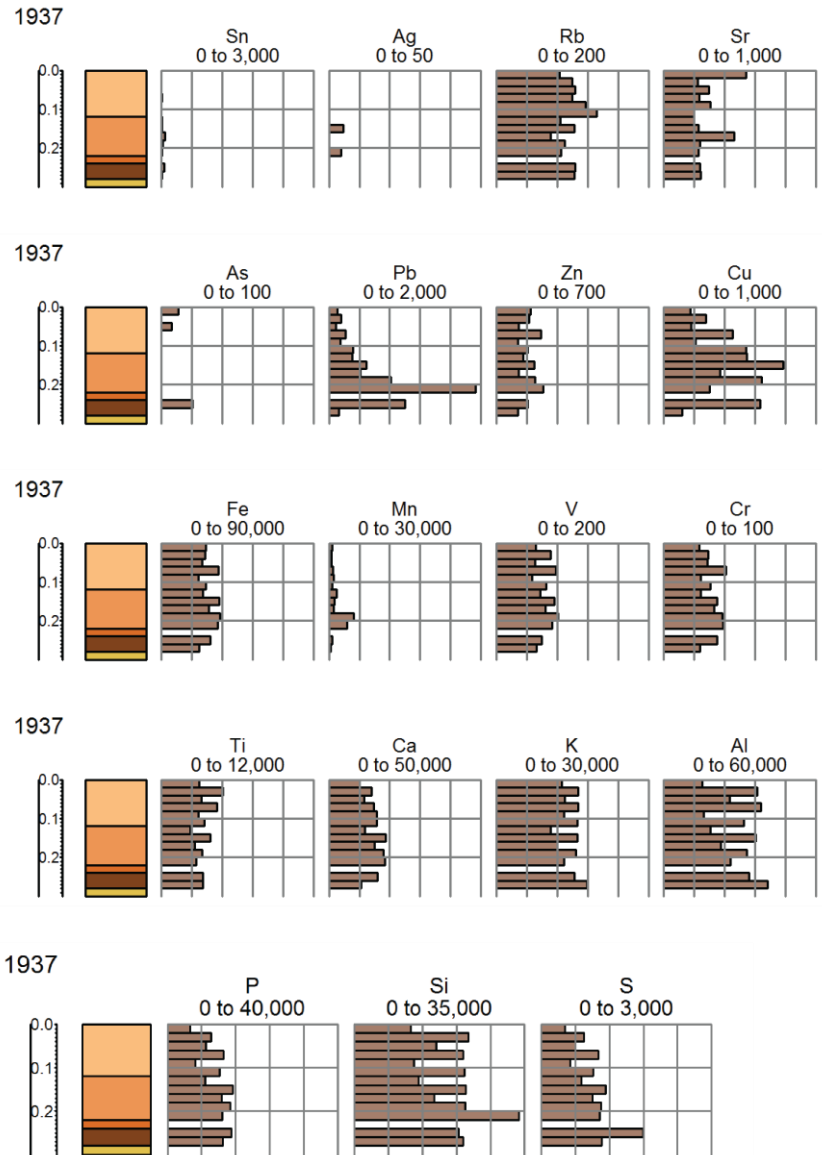 1937
Sn Ag Rb Sr
0 to 3,000 0 to 50 0 to 200 0 to 1,000
0.0
0.1
0.2
1937
As Pb Zn Cu
0 to 100 0 to 2,000 0 to 700 0 to 1,000
0.0
0.1
0.2
1937
Fe Mn V Cr
0 to 90,000 0 to 30,000 0 to 200 0 to 100
0.0
0.1
0.2
1937
Ti Ca K Al
0 to 12,000 0 to 50,000 0 to 30,000 0 to 60,000
0.0
0.1
0.2
1937
P Si S
0 to 40,000 0 to 35,000 0 to 3,000
0.0
0.1
0.2